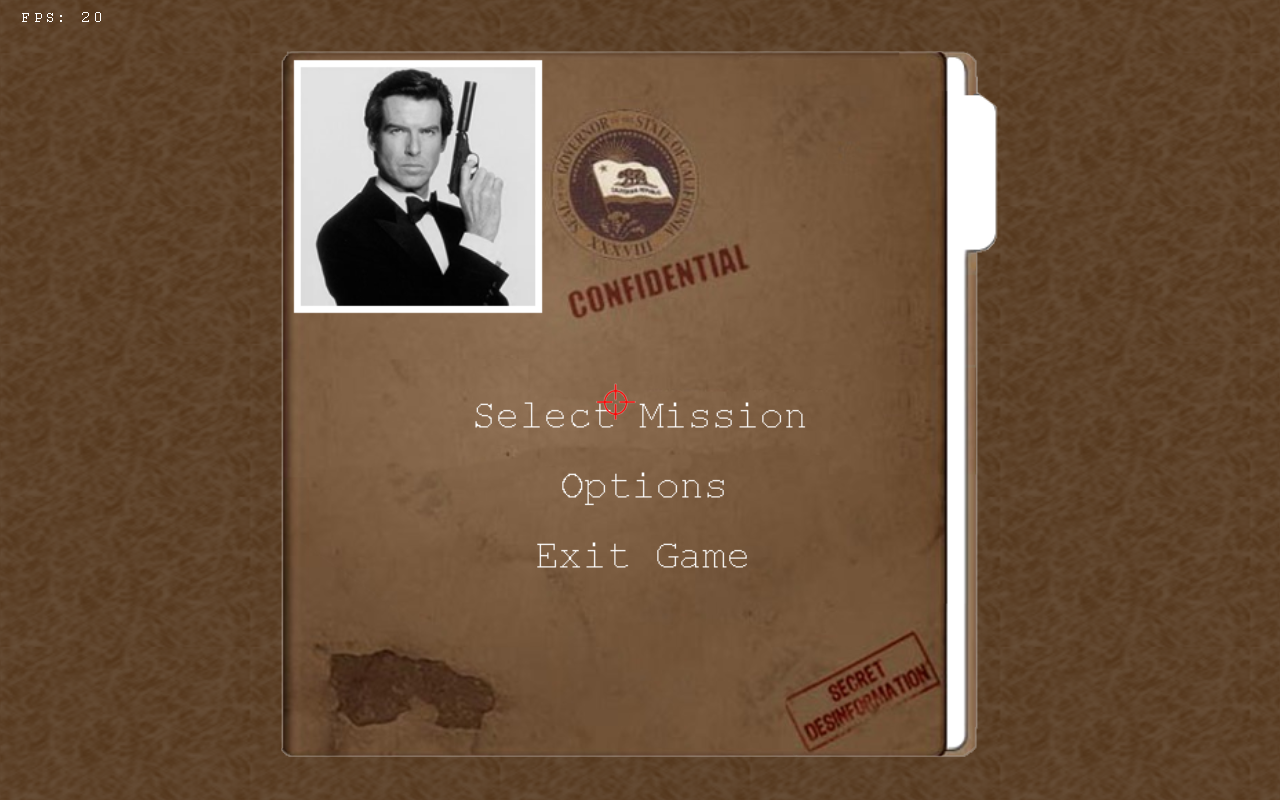 FPS: 20
SEAL OF THE GOVERNOR OF THE STATE OF CALIFORNIA
CALIFORNIA REPUBLIC
XXXVIII
CONFIDENTIAL
Select Mission
Options
Exit Game
SECRET
DESINFORMATION